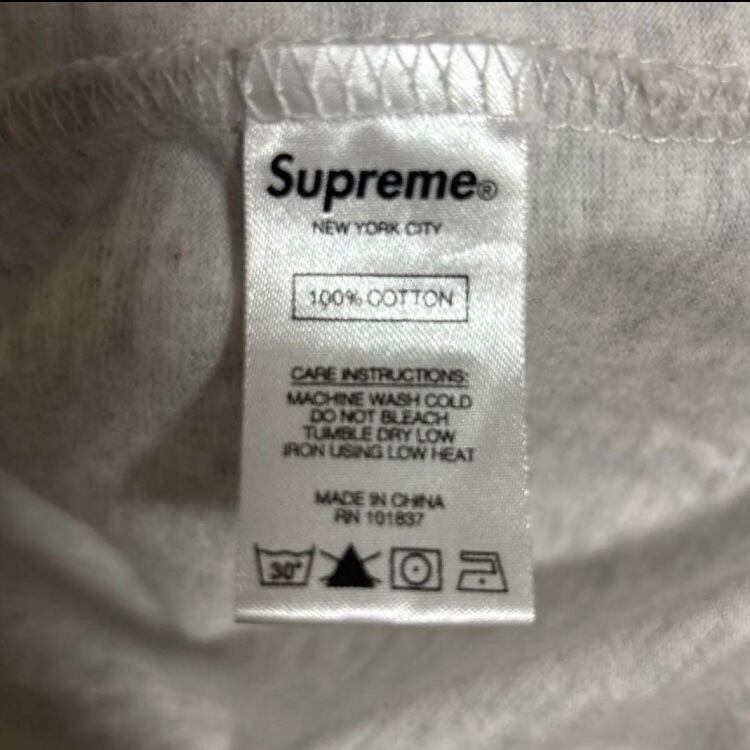 Supreme®
NEW YORK CITY
100% COTTON
CARE INSTRUCTIONS:
MACHINE WASH COLD
DO NOT BLEACH
TUMBLE DRY LOW
IRON USING LOW HEAT
MADE IN CHINA
RN 101837
30°